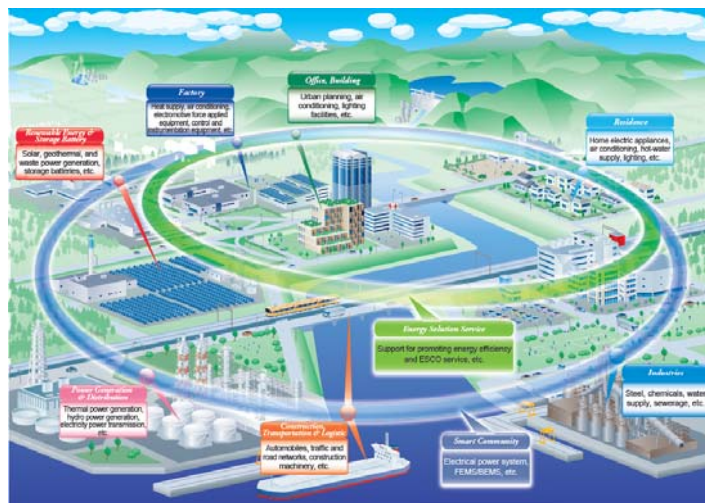 Factory
Heat supply, air conditioning,
electromotive force applied
equipment, control and
instrumentation equipment, etc.
Office, Building
Urban planning, air
conditioning, lighting
facilities, etc.
Residence
Home electric appliances,
air conditioning, hot-water
supply, lighting, etc.
Renewable Energy &
Storage Battery
Solar, geothermal, and
waste power generation,
storage batteries, etc.
Energy Solution Service
Support for promoting energy efficiency
and ESCO service, etc.
Industries
Steel, chemicals, water
supply, sewerage, etc.
Power Generation
& Distribution
Thermal power generation,
hydro power generation,
electricity power transmission,
etc.
Construction,
Transportation & Logistic
Automobiles, traffic and
road networks, construction
machinery, etc.
Smart Community
Electrical power system,
FEMS/BEMS, etc.